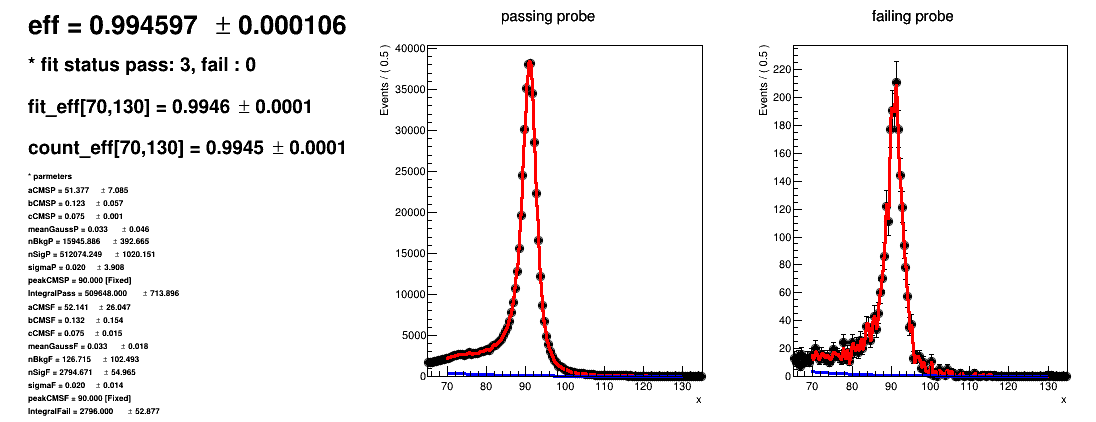 eff = 0.994597 ± 0.000106
* fit status pass: 3, fail : 0
fit_eff[70,130] = 0.9946 ± 0.0001
count_eff[70,130] = 0.9945 ± 0.0001
* parmeters
aCMSP = 51.377 ± 7.085
bCMSP = 0.123 ± 0.057
cCMSP = 0.075 ± 0.001
meanGaussP = 0.033 ± 0.046
nBkgP = 15945.886 ± 392.665
nSigP = 512074.249 ± 1020.151
sigmaP = 0.020 ± 3.908
peakCMSP = 90.000 [Fixed]
IntegralPass = 509648.000 ± 713.896
aCMSF = 52.141 ± 26.047
bCMSF = 0.132 ± 0.154
cCMSF = 0.075 ± 0.015
meanGaussF = 0.033 ± 0.018
nBkgF = 126.715 ± 102.493
nSigF = 2794.671 ± 54.965
sigmaF = 0.020 ± 0.014
peakCMSF = 90.000 [Fixed]
IntegralFail = 2796.000 ± 52.877
passing probe
Events / ( 0.5 )
40000
35000
30000
25000
20000
15000
10000
5000
0
70 80 90 100 110 120 130
x
failing probe
Events / ( 0.5 )
220
200
180
160
140
120
100
80
60
40
20
0
70 80 90 100 110 120 130
x